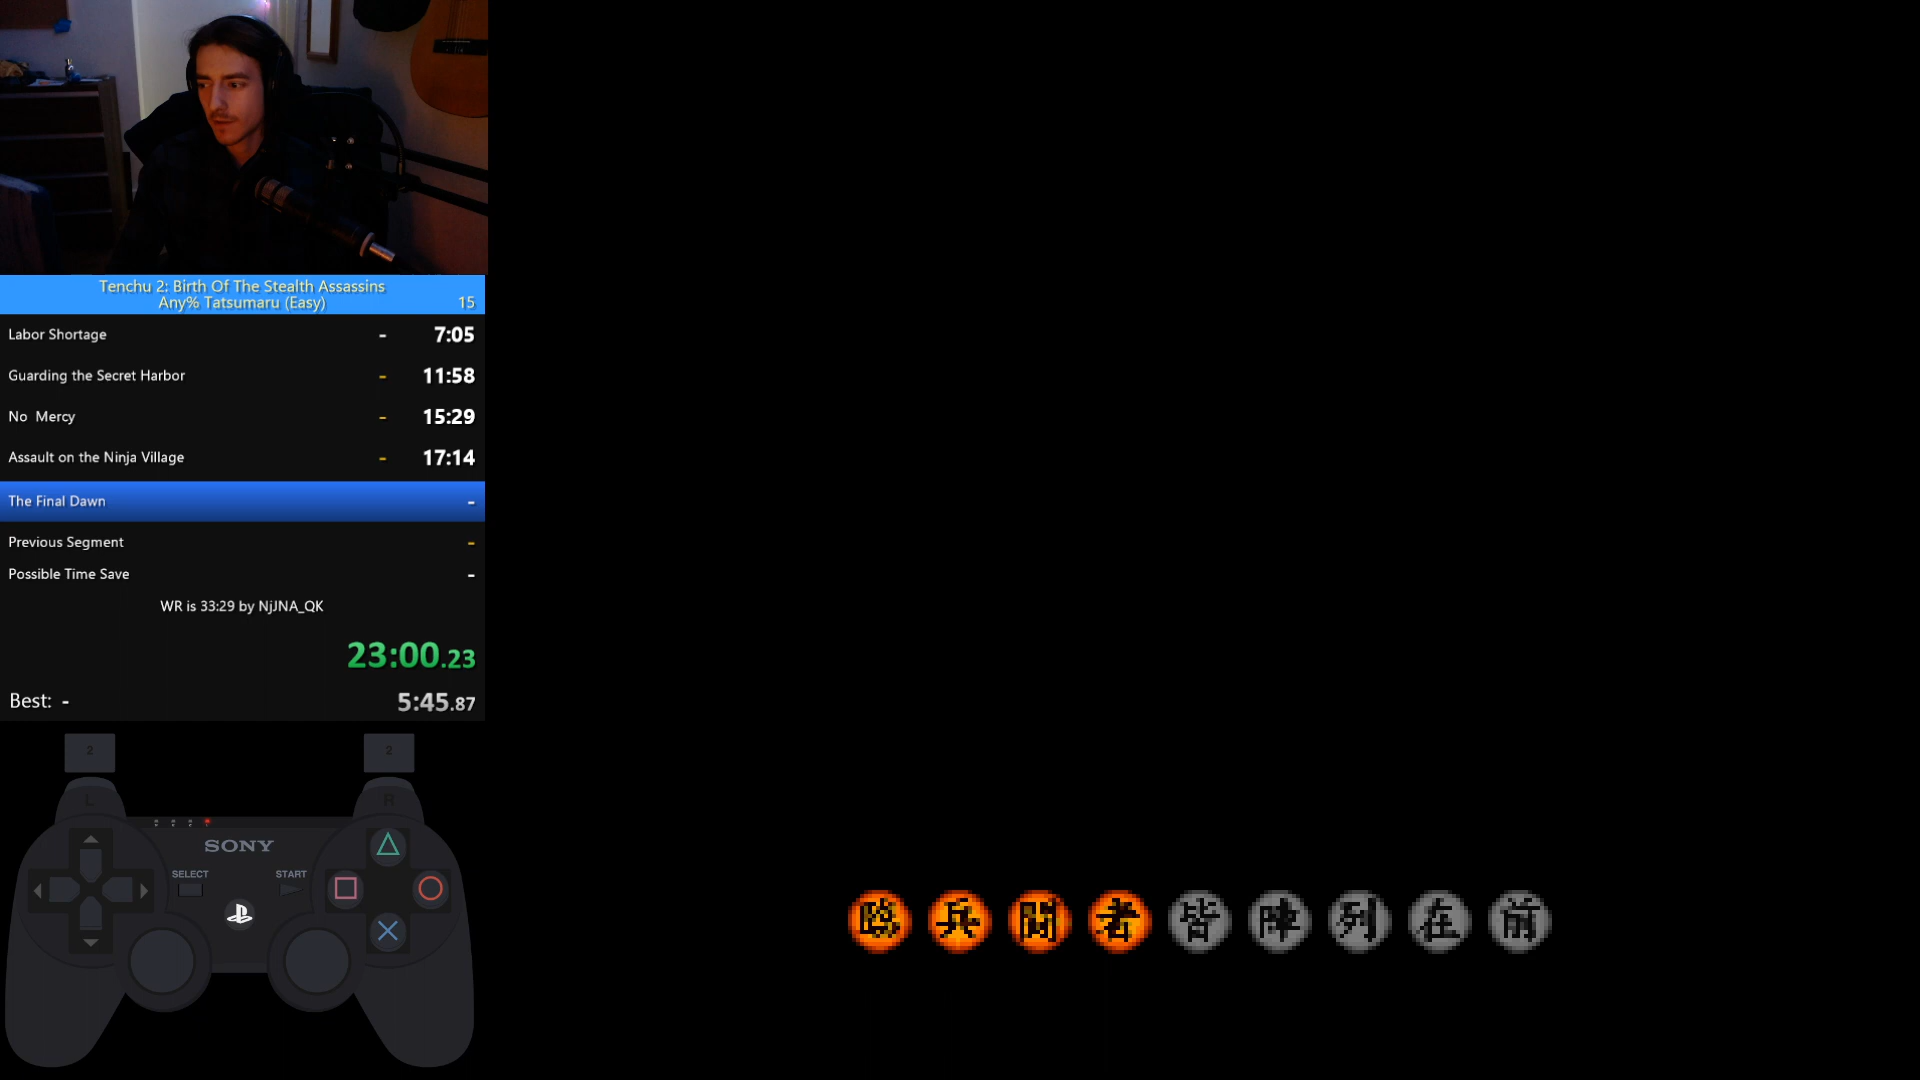 Tenchu 2: Birth Of The Stealth Assassins
Any% Tatsumaru (Easy) 15
Labor Shortage - 7:05
Guarding the Secret Harbor - 11:58
No Mercy - 15:29
Assault on the Ninja Village - 17:14
The Final Dawn -
Previous Segment -
Possible Time Save -
WR is 33:29 by NjJNA_QK
23:00.23
Best: - 5:45.87
2 2
L R
SONY
SELECT START
臨 兵 闘 者 皆 陣 列 在 前